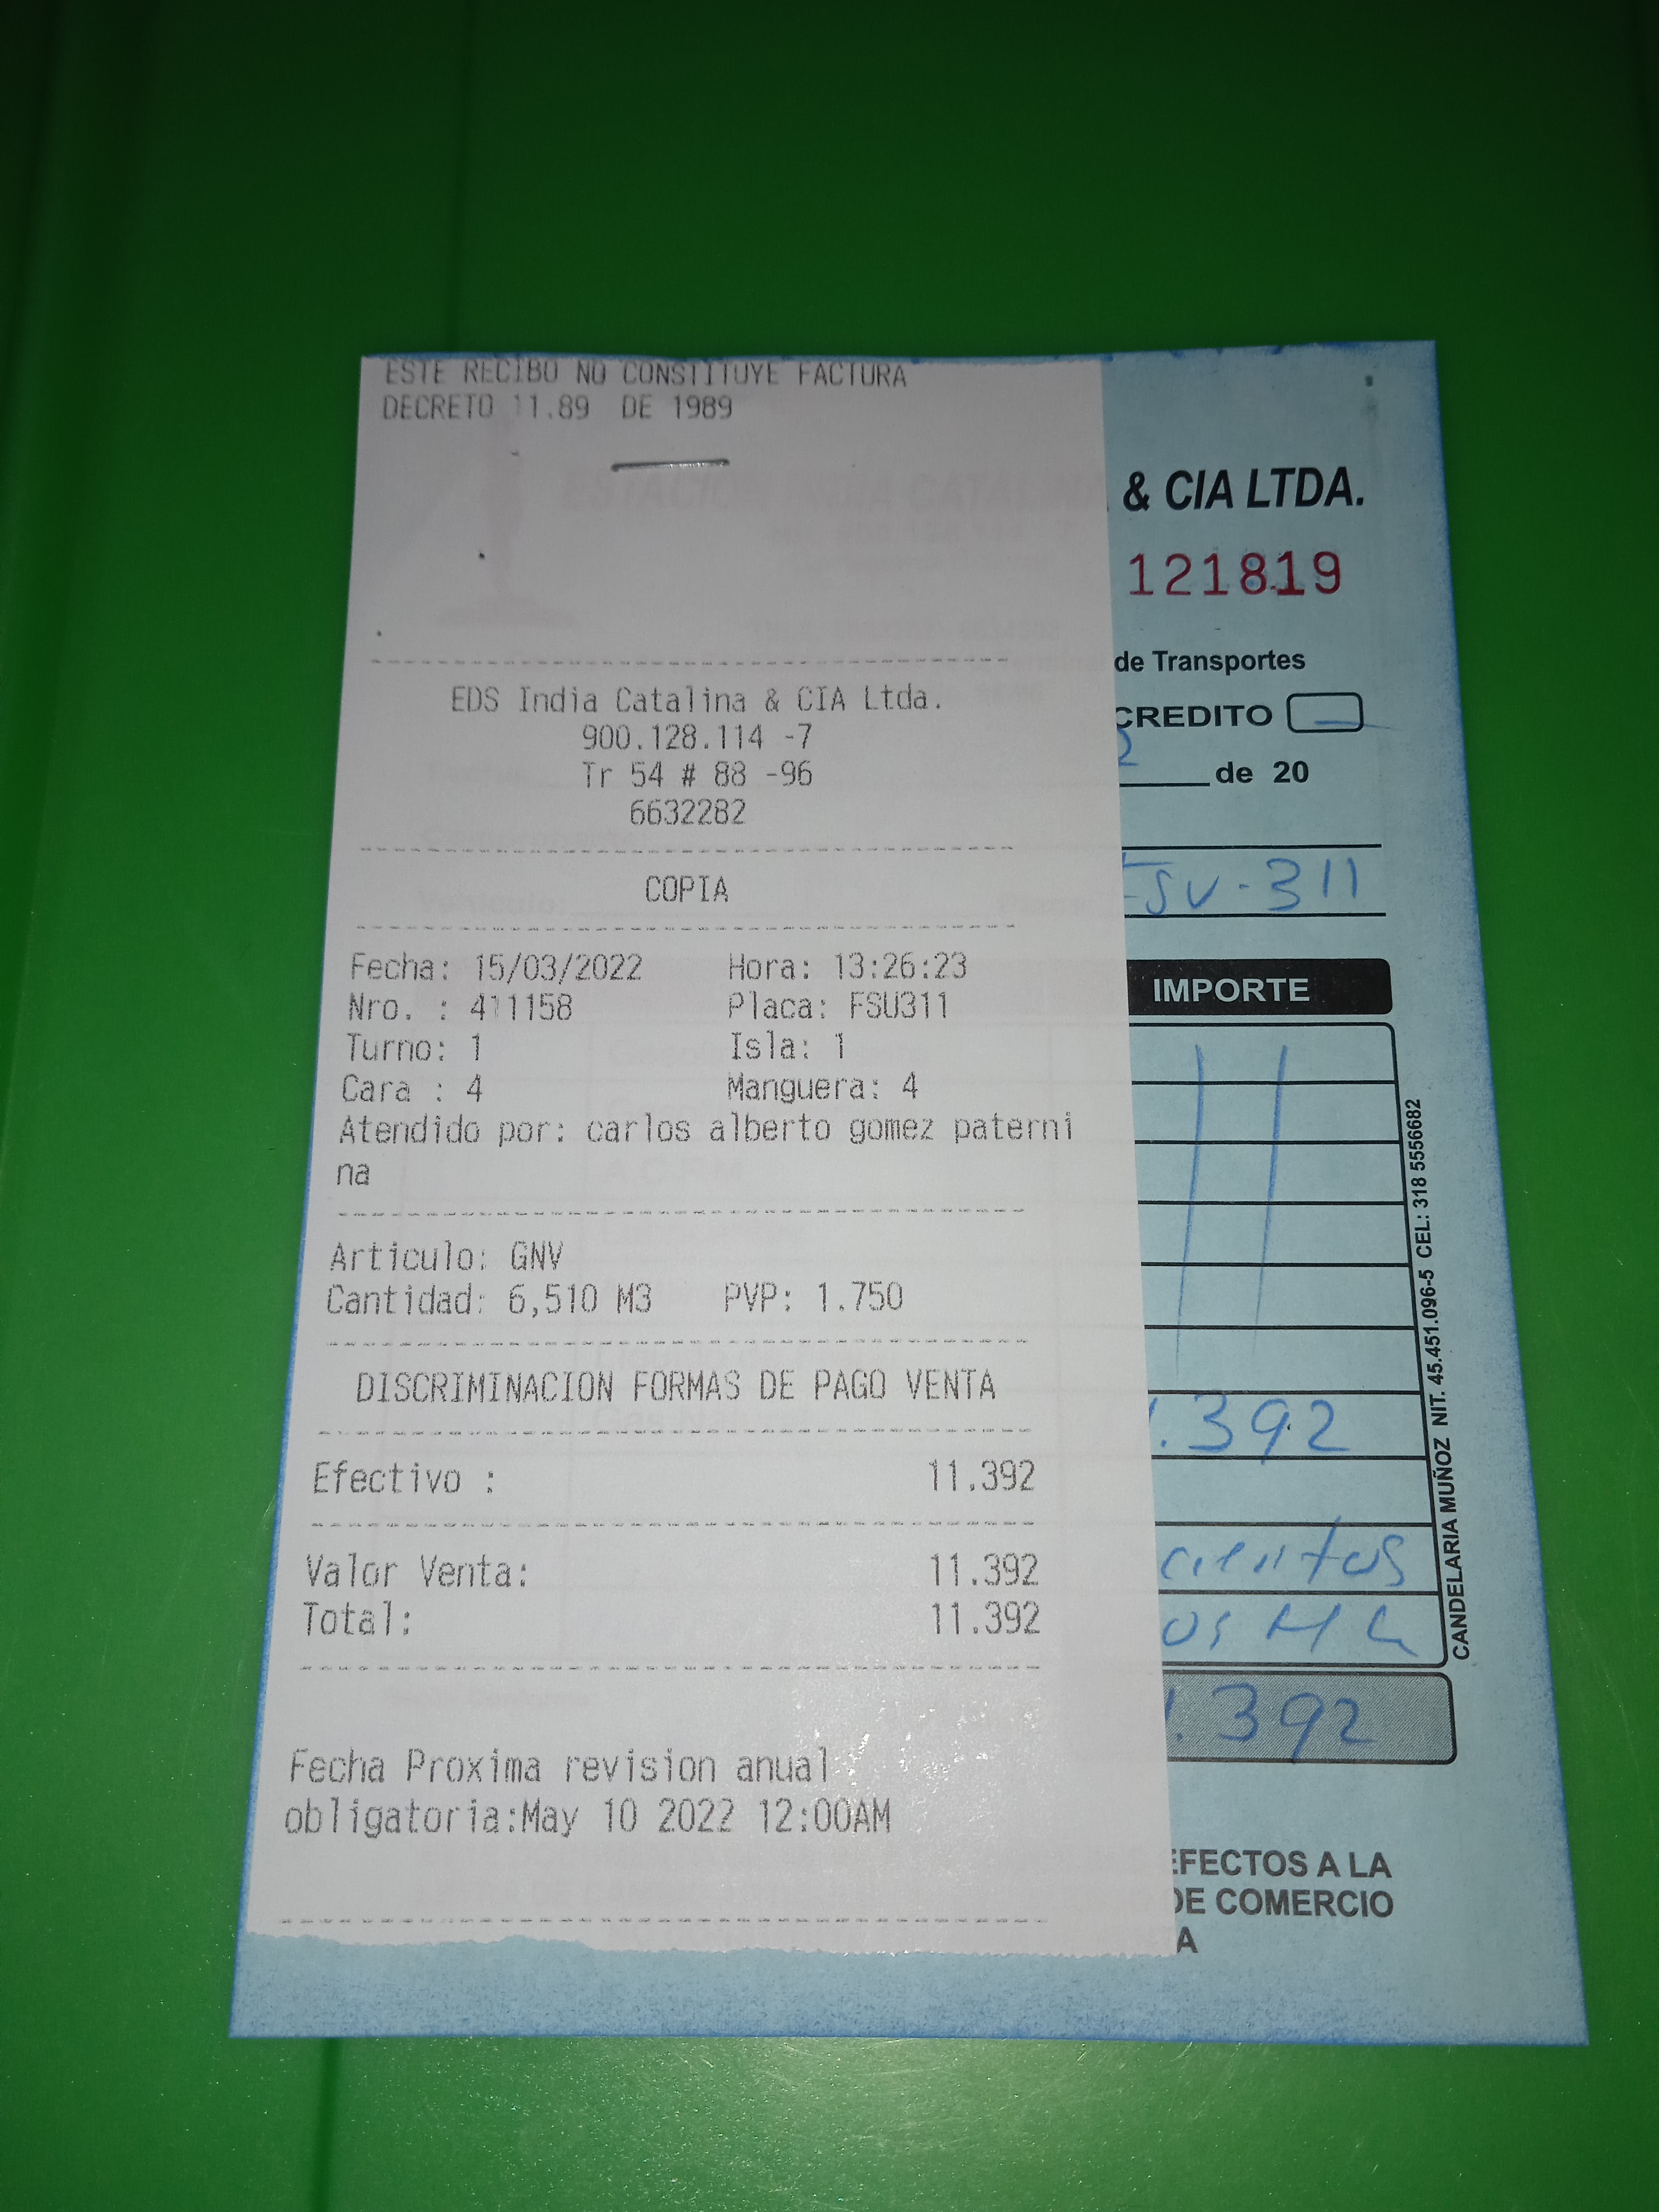 ESTE RECIBO NO CONSTITUYE FACTURA
DECRETO 11.89 DE 1989
EDS India Catalina & CIA Ltda.
900.128.114 -7
Tr 54 # 88 -96
6632282
COPIA
Fecha: 15/03/2022 Hora: 13:26:23
Nro. : 411158 Placa: FSU311
Turno: 1 Isla: 1
Cara : 4 Manguera: 4
Atendido por: carlos alberto gomez paterni
na
Articulo: GNV
Cantidad: 6,510 M3 PVP: 1.750
DISCRIMINACION FORMAS DE PAGO VENTA
Efectivo : 11.392
Valor Venta: 11.392
Total: 11.392
Fecha Proxima revision anual
obligatoria:May 10 2022 12:00AM
& CIA LTDA.
121819
de Transportes
CREDITO
de 20
FSU-311
IMPORTE
.392
cientos
os ML
.392
EFECTOS A LA
DE COMERCIO
A
CANDELARIA MUÑOZ NIT. 45.451.096-5 CEL: 318 5556682